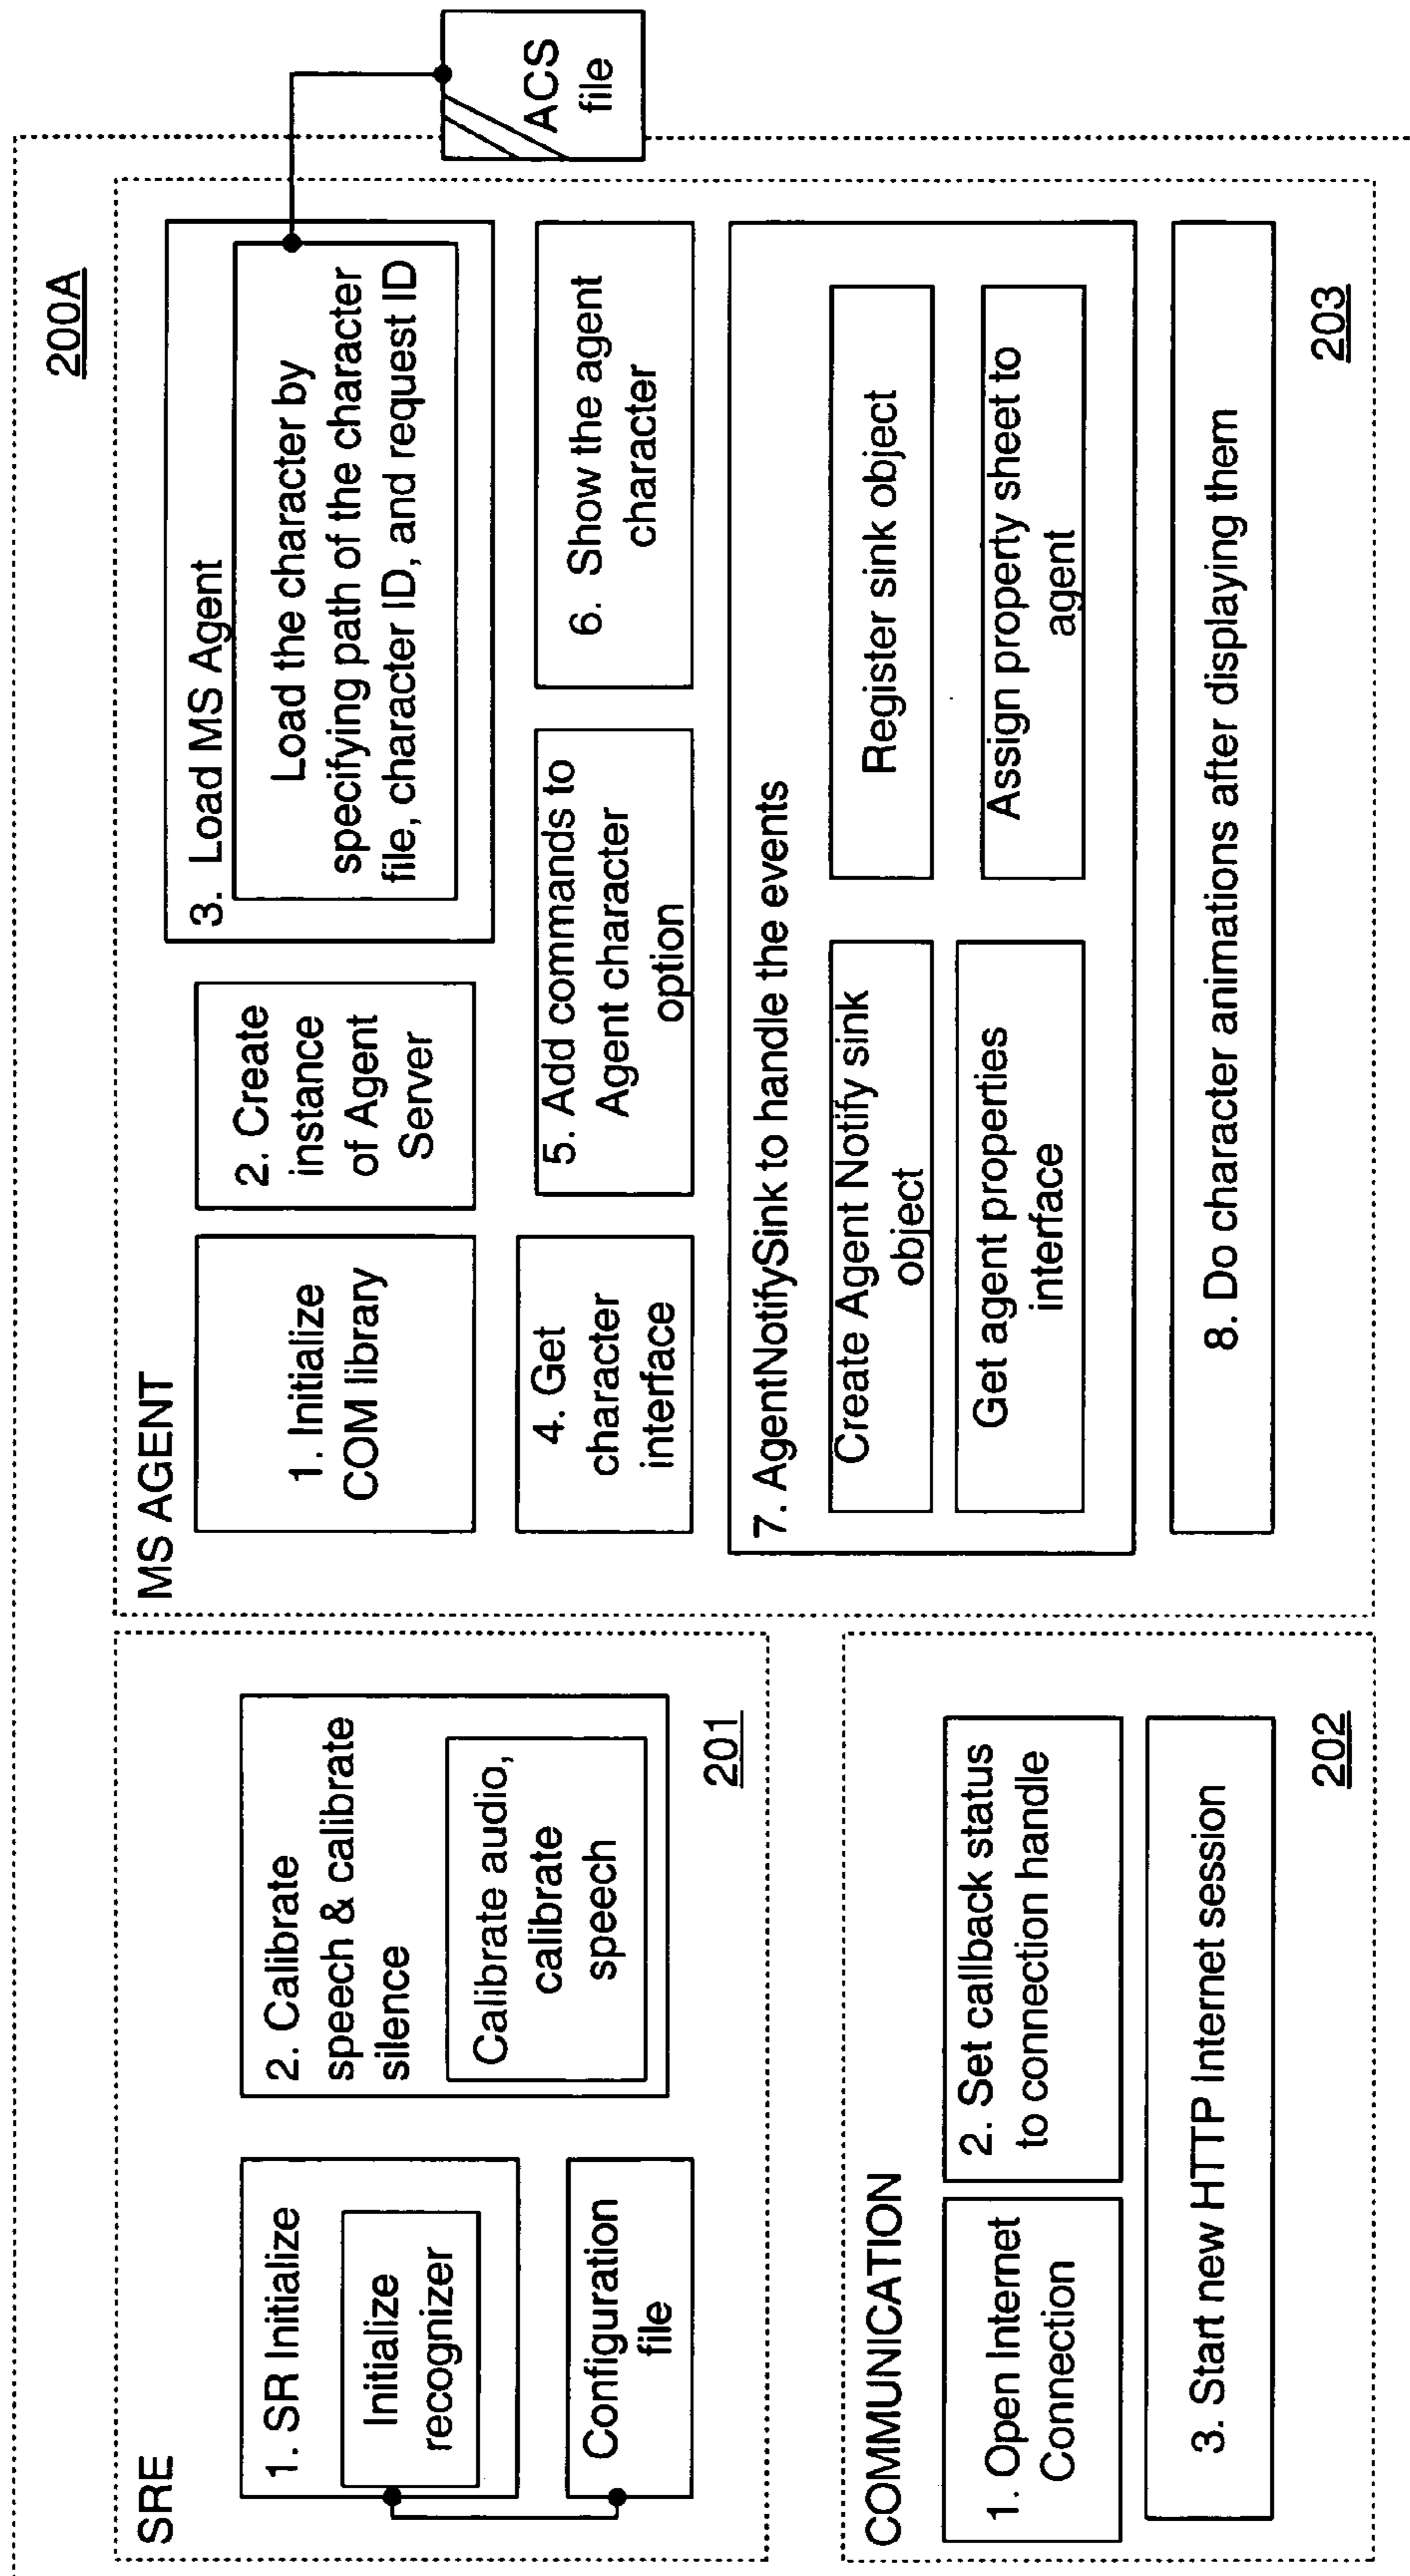 200A
SRE
1. SR Initialize
Initialize
recognizer
Configuration
file
2. Calibrate
speech & calibrate
silence
Calibrate audio,
calibrate
speech
201
COMMUNICATION
1. Open Internet
Connection
2. Set callback status
to connection handle
3. Start new HTTP Internet session
202
MS AGENT
1. Initialize
COM library
2. Create
instance
of Agent
Server
3. Load MS Agent
Load the character by
specifying path of the character
file, character ID, and request ID
ACS
file
4. Get
character
interface
5. Add commands to
Agent character
option
6. Show the agent
character
7. AgentNotifySink to handle the events
Create Agent Notify sink
object
Register sink object
Get agent properties
interface
Assign property sheet to
agent
8. Do character animations after displaying them
203